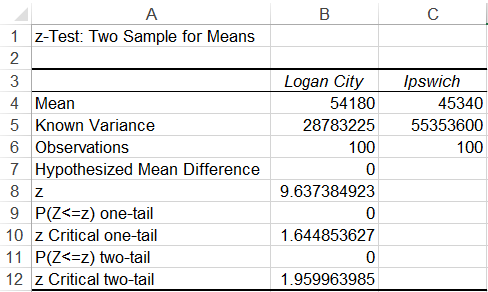 A B C
1 z-Test: Two Sample for Means
2
3 Logan City Ipswich
4 Mean 54180 45340
5 Known Variance 28783225 55353600
6 Observations 100 100
7 Hypothesized Mean Difference 0
8 z 9.637384923
9 P(Z<=z) one-tail 0
10 z Critical one-tail 1.644853627
11 P(Z<=z) two-tail 0
12 z Critical two-tail 1.959963985